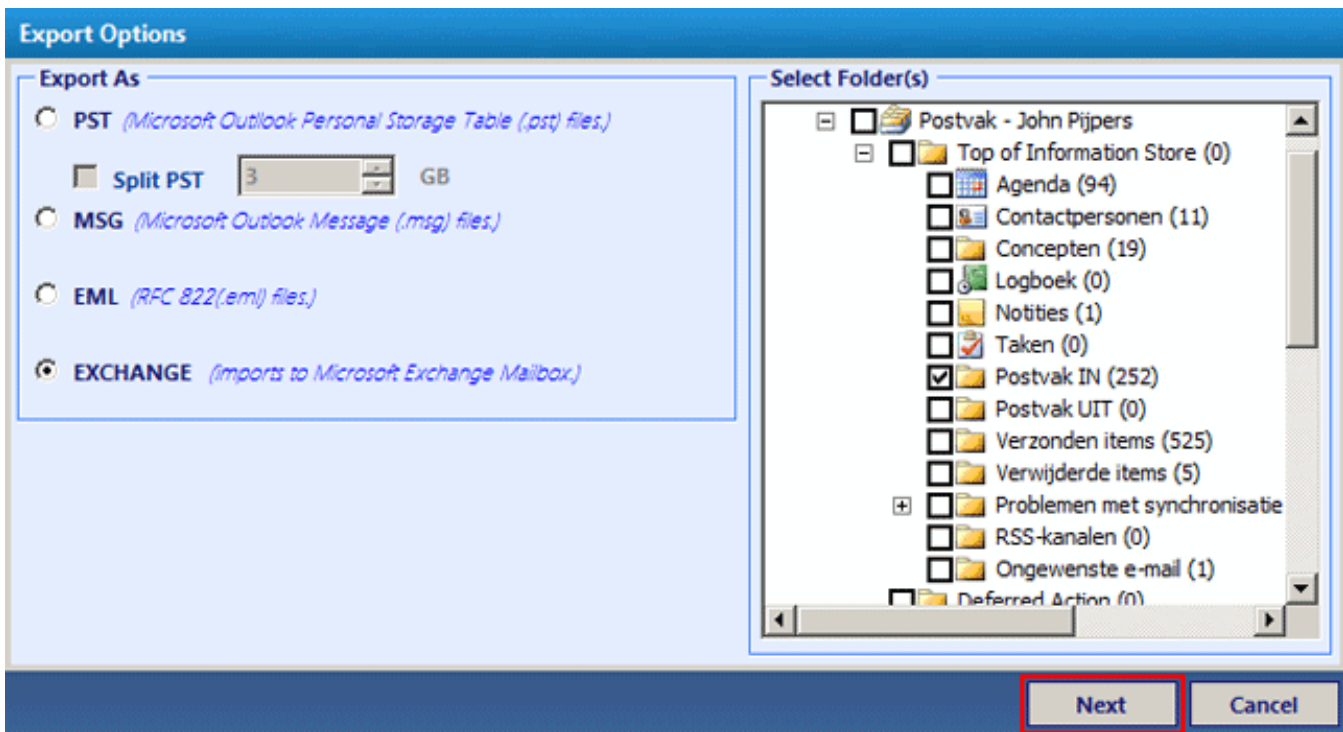 Export Options
Export As
PST (Microsoft Outllook Personal Storage Table (.pst) files.)
Split PST 3 GB
MSG (Microsoft Outlook Message (.msg) files.)
EML (RFC 822(.eml) files.)
EXCHANGE (imports to Microsoft Exchange Mailbox.)
Select Folder(s)
Postvak - John Pijpers
Top of Information Store (0)
Agenda (94)
Contactpersonen (11)
Concepten (19)
Logboek (0)
Notities (1)
Taken (0)
Postvak IN (252)
Postvak UIT (0)
Verzonden items (525)
Verwijderde items (5)
Problemen met synchronisatie
RSS-kanalen (0)
Ongewenste e-mail (1)
Deferred Action (0)
Next
Cancel